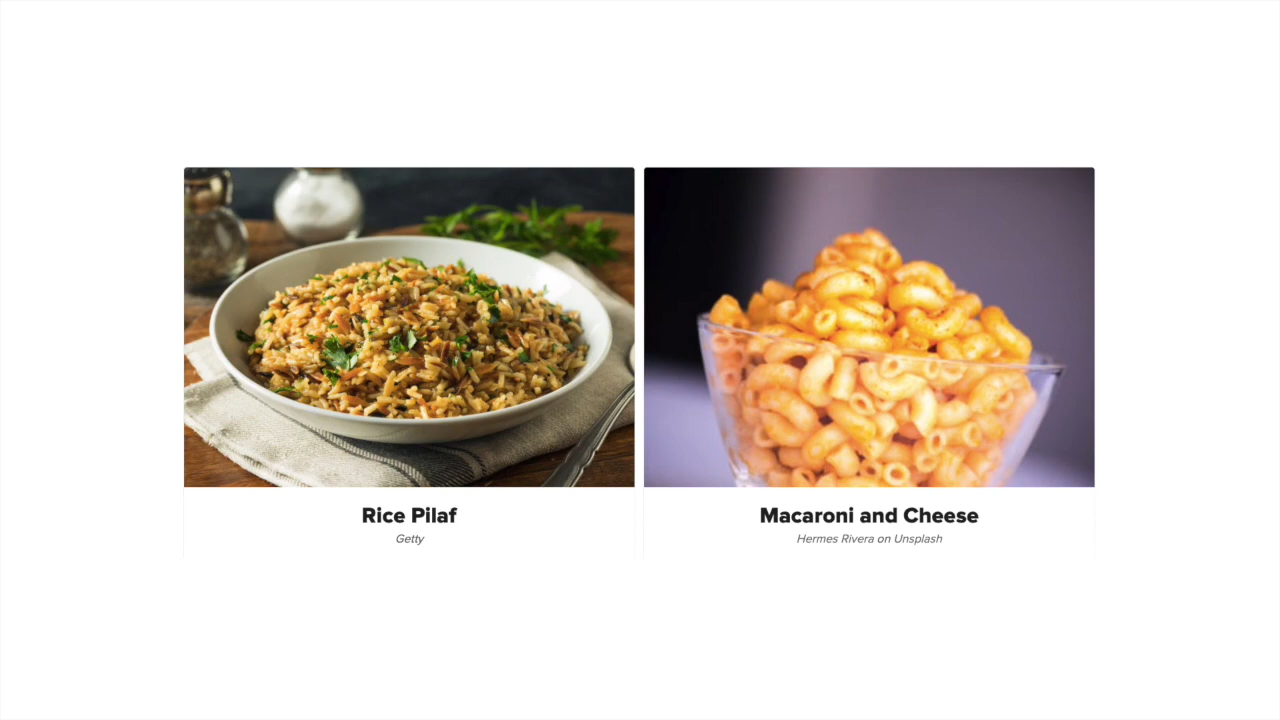 Rice Pilaf
Getty
Macaroni and Cheese
Hermes Rivera on Unsplash